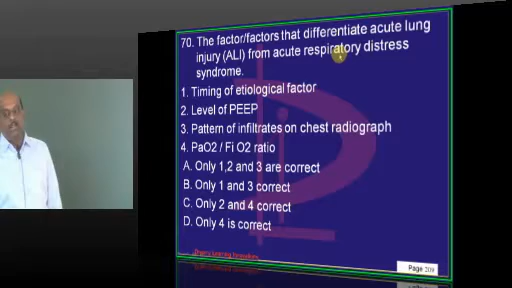 70. The factor/factors that differentiate acute lung
injury (ALI) from acute respiratory distress
syndrome.
1. Timing of etiological factor
2. Level of PEEP
3. Pattern of infiltrates on chest radiograph
4. PaO2 / Fi O2 ratio
A. Only 1,2 and 3 are correct
B. Only 1 and 3 correct
C. Only 2 and 4 correct
D. Only 4 is correct
Page